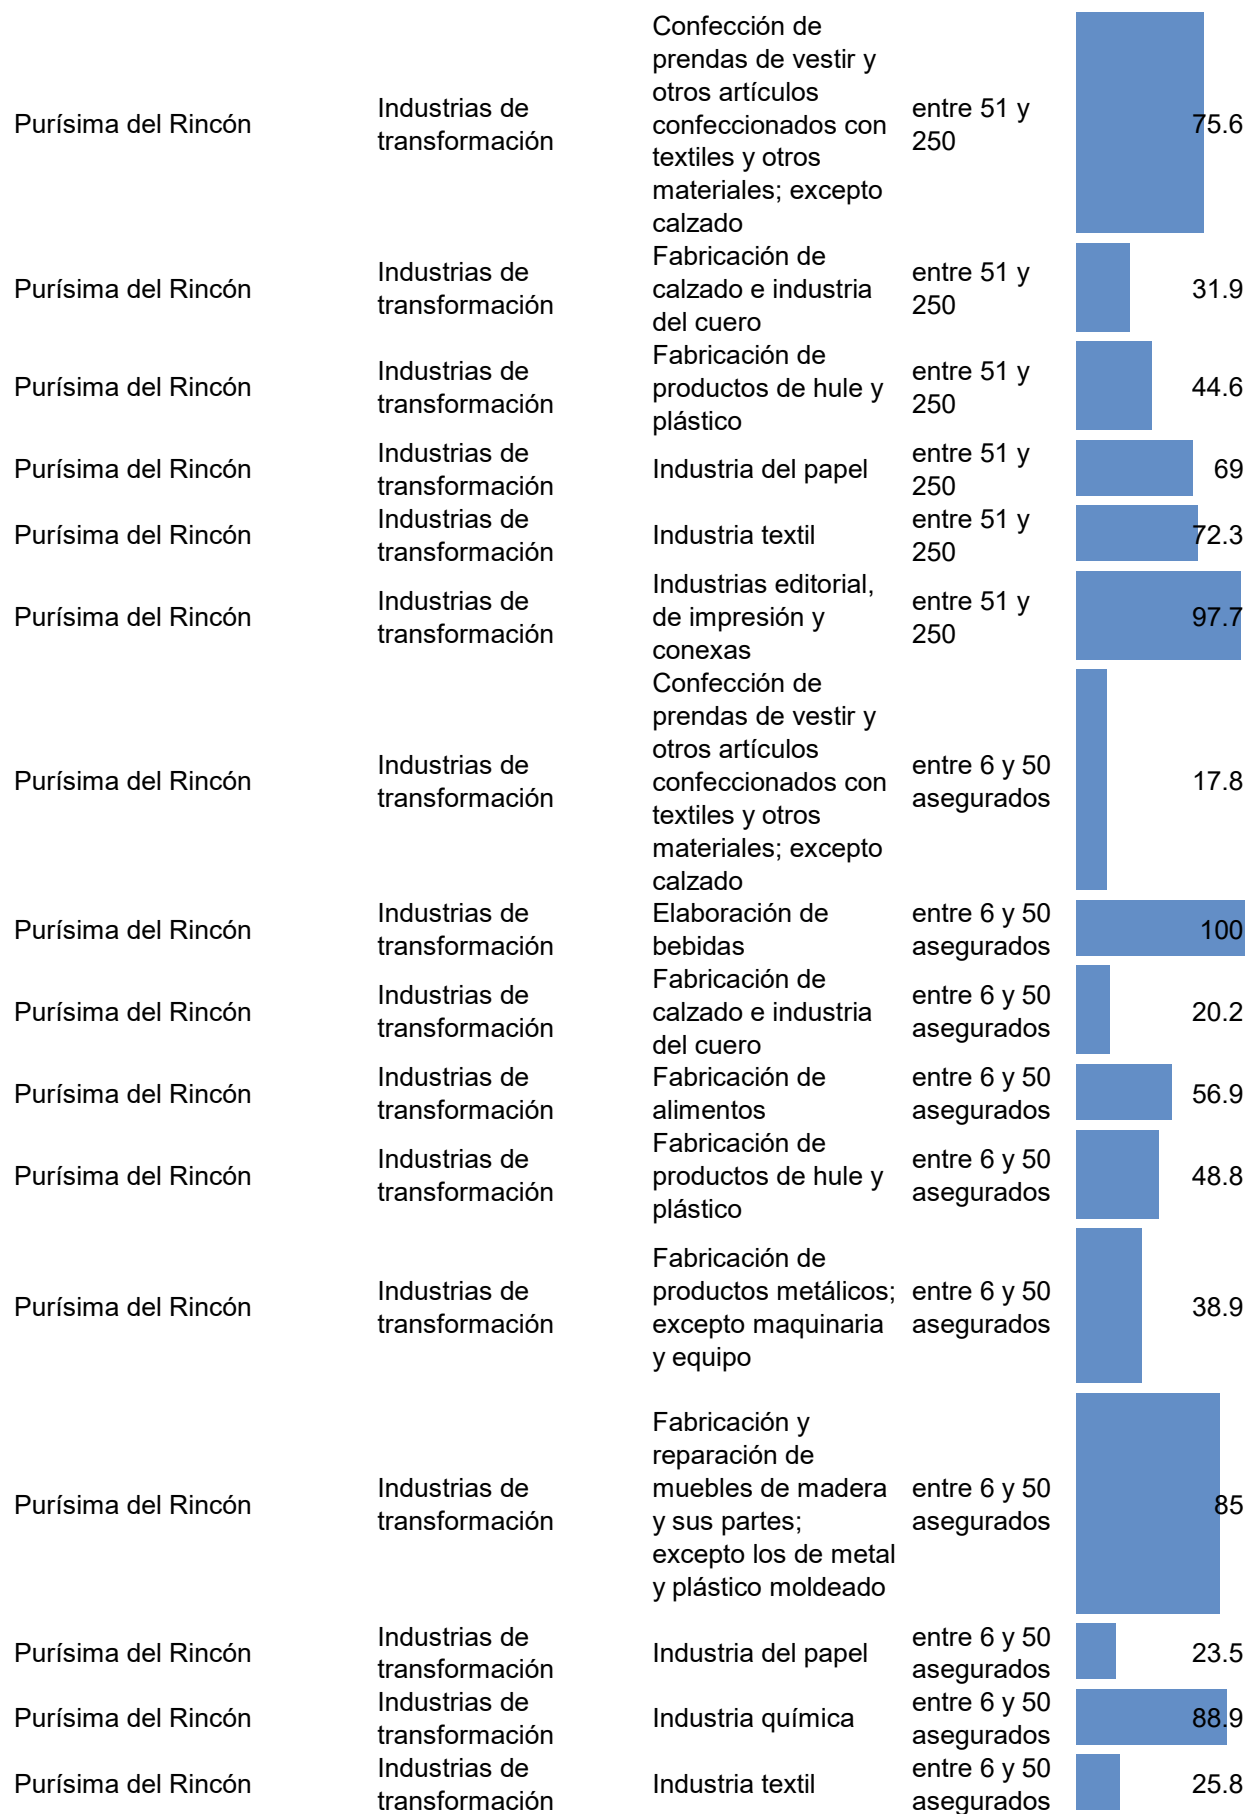 Confección de
prendas de vestir y
otros artículos
Purísima del Rincón Industrias de transformación confeccionados con entre 51 y 250 75.6
textiles y otros
materiales; excepto
calzado
Fabricación de
Purísima del Rincón Industrias de transformación calzado e industria entre 51 y 250 31.9
del cuero
Fabricación de
Purísima del Rincón Industrias de transformación productos de hule y entre 51 y 250 44.6
plástico
Purísima del Rincón Industrias de transformación Industria del papel entre 51 y 250 69
Purísima del Rincón Industrias de transformación Industria textil entre 51 y 250 72.3
Industrias editorial,
Purísima del Rincón Industrias de transformación de impresión y entre 51 y 250 97.7
conexas
Confección de
prendas de vestir y
otros artículos
Purísima del Rincón Industrias de transformación confeccionados con entre 6 y 50 asegurados 17.8
textiles y otros
materiales; excepto
calzado
Purísima del Rincón Industrias de transformación Elaboración de bebidas entre 6 y 50 asegurados 100
Fabricación de
Purísima del Rincón Industrias de transformación calzado e industria entre 6 y 50 asegurados 20.2
del cuero
Purísima del Rincón Industrias de transformación Fabricación de alimentos entre 6 y 50 asegurados 56.9
Fabricación de
Purísima del Rincón Industrias de transformación productos de hule y entre 6 y 50 asegurados 48.8
plástico
Fabricación de
Purísima del Rincón Industrias de transformación productos metálicos; entre 6 y 50 asegurados 38.9
excepto maquinaria
y equipo
Fabricación y
reparación de
Purísima del Rincón Industrias de transformación muebles de madera entre 6 y 50 asegurados 85
y sus partes;
excepto los de metal
y plástico moldeado
Purísima del Rincón Industrias de transformación Industria del papel entre 6 y 50 asegurados 23.5
Purísima del Rincón Industrias de transformación Industria química entre 6 y 50 asegurados 88.9
Purísima del Rincón Industrias de transformación Industria textil entre 6 y 50 asegurados 25.8